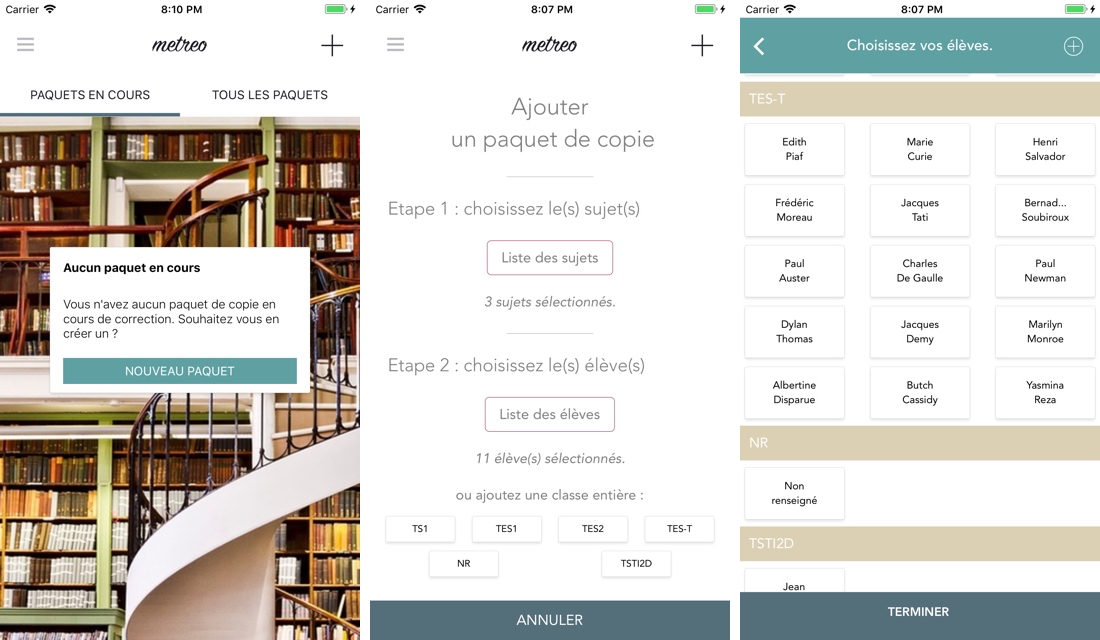 Carrier 8:10 PM
metreo
PAQUETS EN COURS TOUS LES PAQUETS
Aucun paquet en cours
Vous n'avez aucun paquet de copie en
cours de correction. Souhaitez vous en
créer un ?
NOUVEAU PAQUET
Carrier 8:07 PM
metreo
Ajouter
un paquet de copie
Etape 1 : choisissez le(s) sujet(s)
Liste des sujets
3 sujets sélectionnés.
Etape 2 : choisissez le(s) élève(s)
Liste des élèves
11 élève(s) sélectionnés.
ou ajoutez une classe entière :
TS1 TES1 TES2 TES-T
NR TSTI2D
ANNULER
Carrier 8:07 PM
Choisissez vos élèves.
TES-T
Edith
Piaf
Marie
Curie
Henri
Salvador
Frédéric
Moreau
Jacques
Tati
Bernad...
Soubiroux
Paul
Auster
Charles
De Gaulle
Paul
Newman
Dylan
Thomas
Jacques
Demy
Marilyn
Monroe
Albertine
Disparue
Butch
Cassidy
Yasmina
Reza
NR
Non
renseigné
TSTI2D
Jean
TERMINER